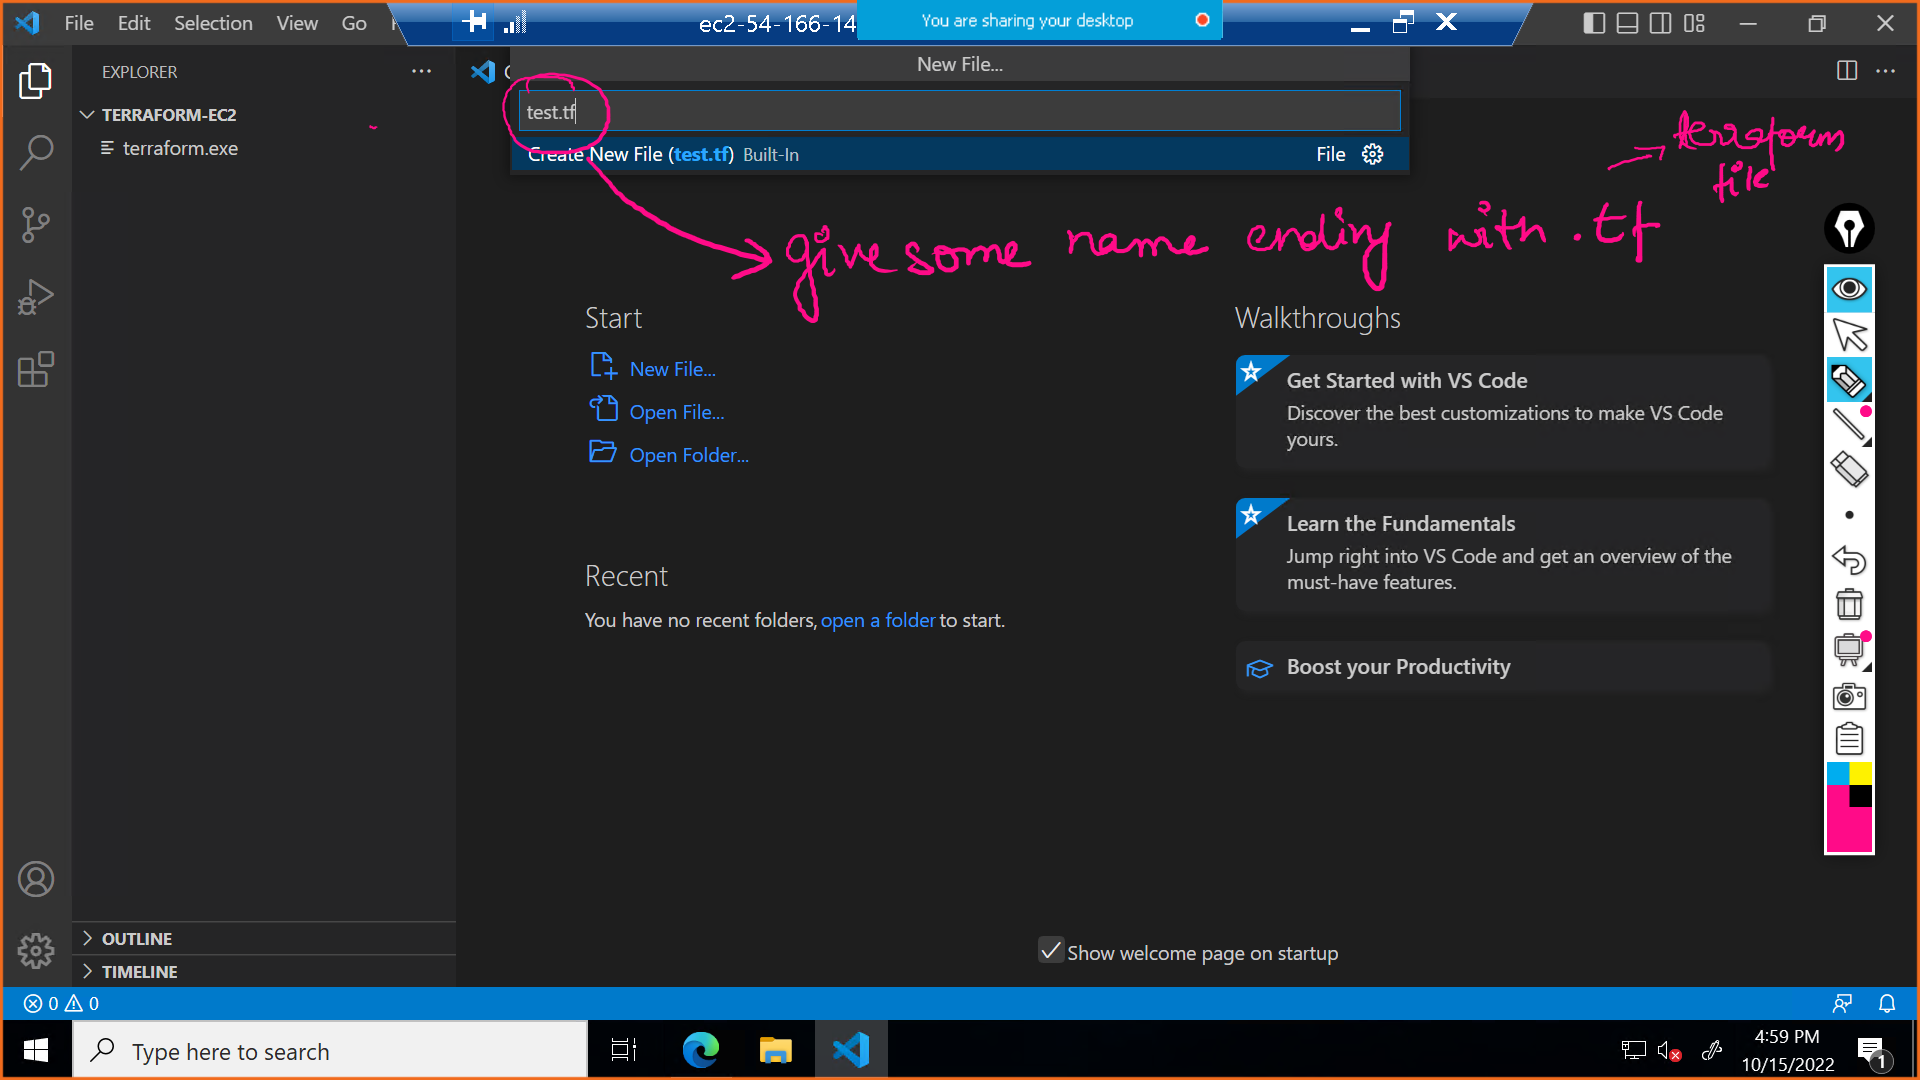 File Edit Selection View Go
ec2-54-166-14
You are sharing your desktop
EXPLORER
New File...
test.tf
TERRAFORM-EC2
terraform.exe
Create New File (test.tf) Built-In File
terraform
file
give some name ending with .tf
Start
New File...
Open File...
Open Folder...
Recent
You have no recent folders, open a folder to start.
Walkthroughs
Get Started with VS Code
Discover the best customizations to make VS Code
yours.
Learn the Fundamentals
Jump right into VS Code and get an overview of the
must-have features.
Boost your Productivity
Show welcome page on startup
OUTLINE
TIMELINE
0 0
Type here to search
4:59 PM
10/15/2022
1